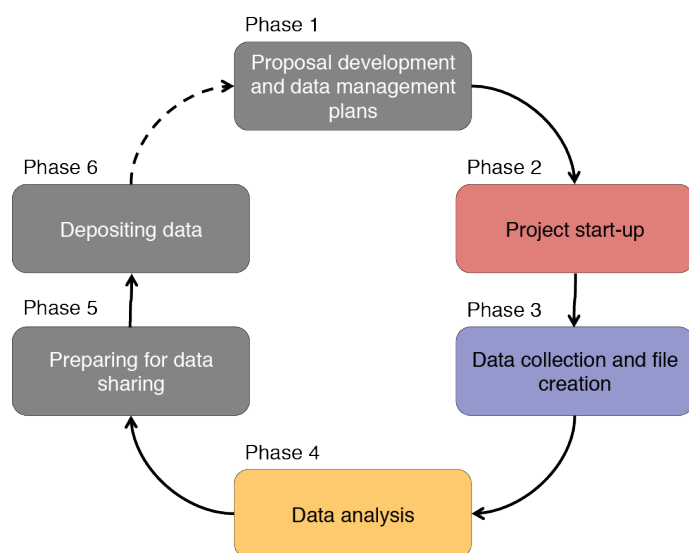 Phase 1
Proposal development
and data management
plans
Phase 2
Project start-up
Phase 3
Data collection and file
creation
Phase 4
Data analysis
Phase 5
Preparing for data
sharing
Phase 6
Depositing data